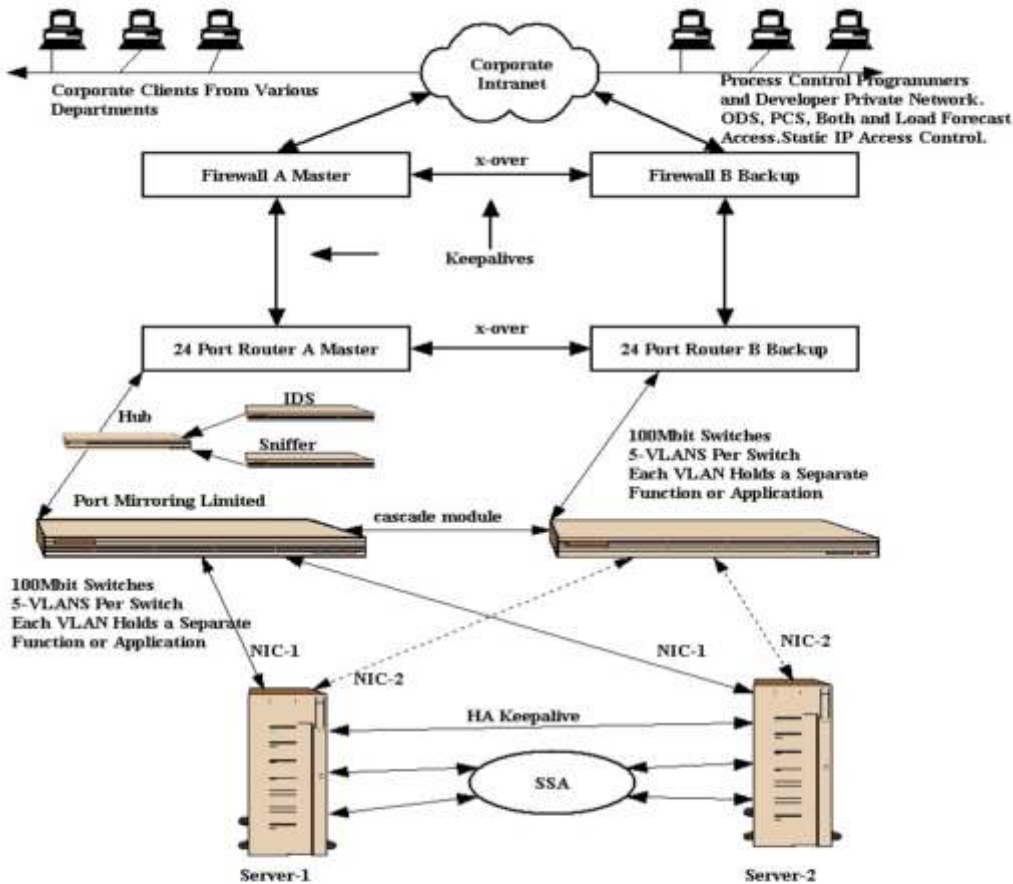 Corporate Intranet
Corporate Clients From Various
Departments
Process Control Programmers
and Developer Private Network.
ODS, PCS, Both and Load Forecast
Access.Static IP Access Control.
Firewall A Master
x-over
Firewall B Backup
Keepalives
24 Port Router A Master
x-over
24 Port Router B Backup
Hub
IDS
Sniffer
100Mbit Switches
5-VLANS Per Switch
Each VLAN Holds a Separate
Function or Application
Port Mirroring Limited
cascade module
100Mbit Switches
5-VLANS Per Switch
Each VLAN Holds a Separate
Function or Application
NIC-1
NIC-2
NIC-1
NIC-2
HA Keepalive
SSA
Server-1
Server-2